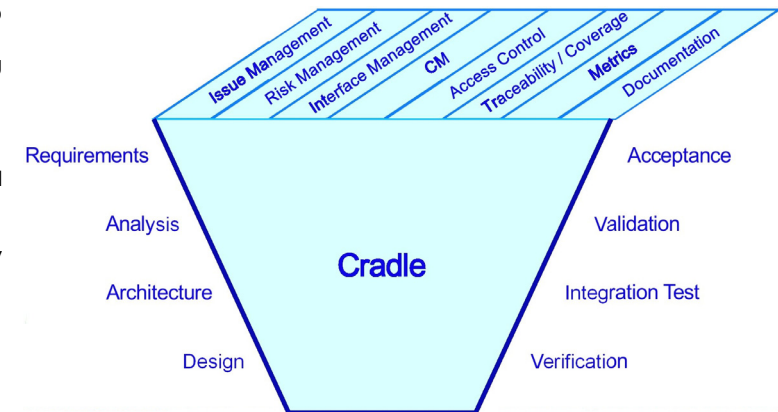 Issue Management
Risk Management
Interface Management
CM
Access Control
Traceability / Coverage
Metrics
Documentation
Requirements
Acceptance
Analysis
Validation
Cradle
Architecture
Integration Test
Design
Verification